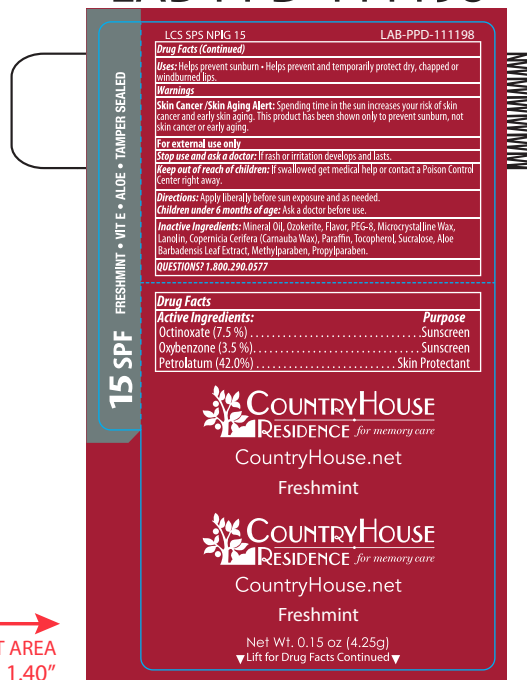 LAB-PPD-111198
LCS SPS NPIG 15 LAB-PPD-111198
Drug Facts (Continued)
Uses: Helps prevent sunburn • Helps prevent and temporarily protect dry, chapped or
windburned lips.
Warnings
Skin Cancer /Skin Aging Alert: Spending time in the sun increases your risk of skin
cancer and early skin aging. This product has been shown only to prevent sunburn, not
skin cancer or early aging.
For external use only
Stop use and ask a doctor: If rash or irritation develops and lasts.
Keep out of reach of children: If swallowed get medical help or contact a Poison Control
Center right away.
Directions: Apply liberally before sun exposure and as needed.
Children under 6 months of age: Ask a doctor before use.
Inactive Ingredients: Mineral Oil, Ozokerite, Flavor, PEG-8, Microcrystalline Wax,
Lanolin, Copernicia Cerifera (Carnauba Wax), Paraffin, Tocopherol, Sucralose, Aloe
Barbadensis Leaf Extract, Methylparaben, Propylparaben.
QUESTIONS? 1.800.290.0577
15 SPF FRESHMINT • VIT E • ALOE • TAMPER SEALED
Drug Facts
Active Ingredients: Purpose
Octinoxate (7.5 %) . . . . . . . . . . . . . . . . . . . . . . . . . . . . . . Sunscreen
Oxybenzone (3.5 %). . . . . . . . . . . . . . . . . . . . . . . . . . . . . Sunscreen
Petrolatum (42.0%) . . . . . . . . . . . . . . . . . . . . . . . . . Skin Protectant
COUNTRYHOUSE
RESIDENCE for memory care
CountryHouse.net
Freshmint
COUNTRYHOUSE
RESIDENCE for memory care
CountryHouse.net
Freshmint
Net Wt. 0.15 oz (4.25g)
▼Lift for Drug Facts Continued▼
T AREA
1.40"